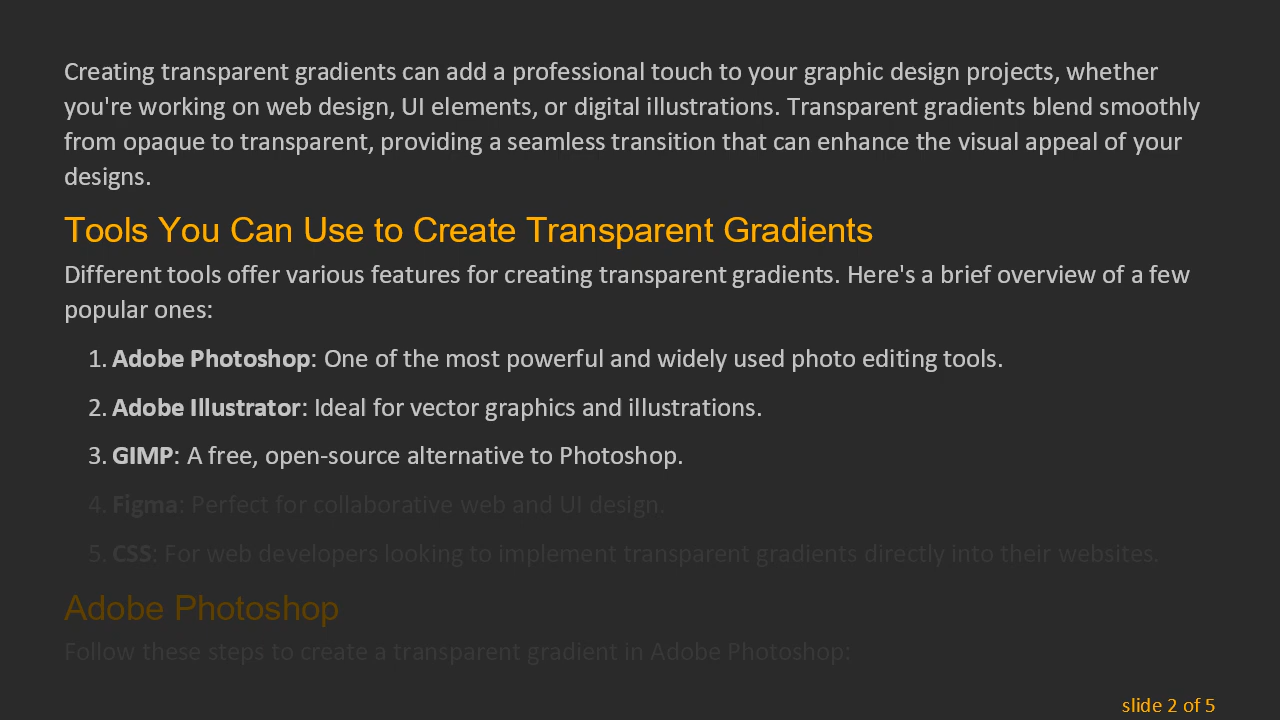 Creating transparent gradients can add a professional touch to your graphic design projects, whether
you're working on web design, UI elements, or digital illustrations. Transparent gradients blend smoothly
from opaque to transparent, providing a seamless transition that can enhance the visual appeal of your
designs.
Tools You Can Use to Create Transparent Gradients
Different tools offer various features for creating transparent gradients. Here's a brief overview of a few
popular ones:
1. Adobe Photoshop: One of the most powerful and widely used photo editing tools.
2. Adobe Illustrator: Ideal for vector graphics and illustrations.
3. GIMP: A free, open-source alternative to Photoshop.
4. Figma: Perfect for collaborative web and UI design.
5. CSS: For web developers looking to implement transparent gradients directly into their websites.
Adobe Photoshop
Follow these steps to create a transparent gradient in Adobe Photoshop:
slide 2 of 5